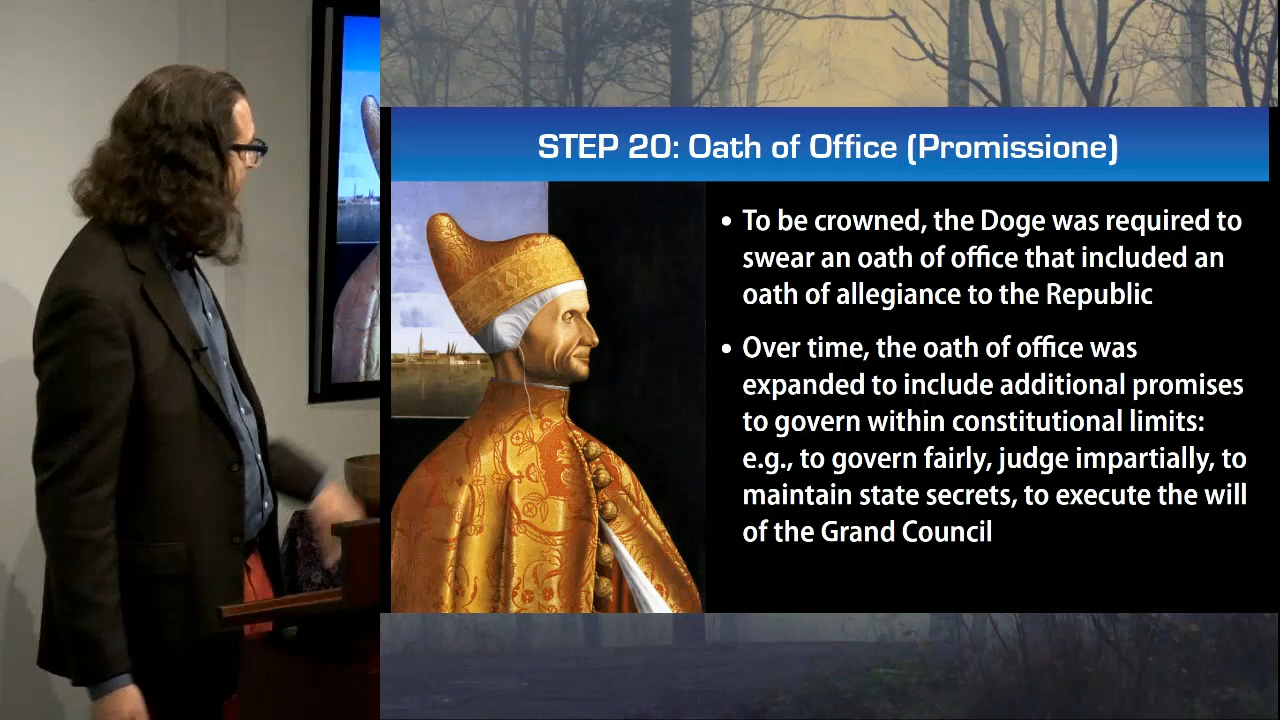 STEP 20: Oath of Office (Promissione)
• To be crowned, the Doge was required to
swear an oath of office that included an
oath of allegiance to the Republic
• Over time, the oath of office was
expanded to include additional promises
to govern within constitutional limits:
e.g., to govern fairly, judge impartially, to
maintain state secrets, to execute the will
of the Grand Council